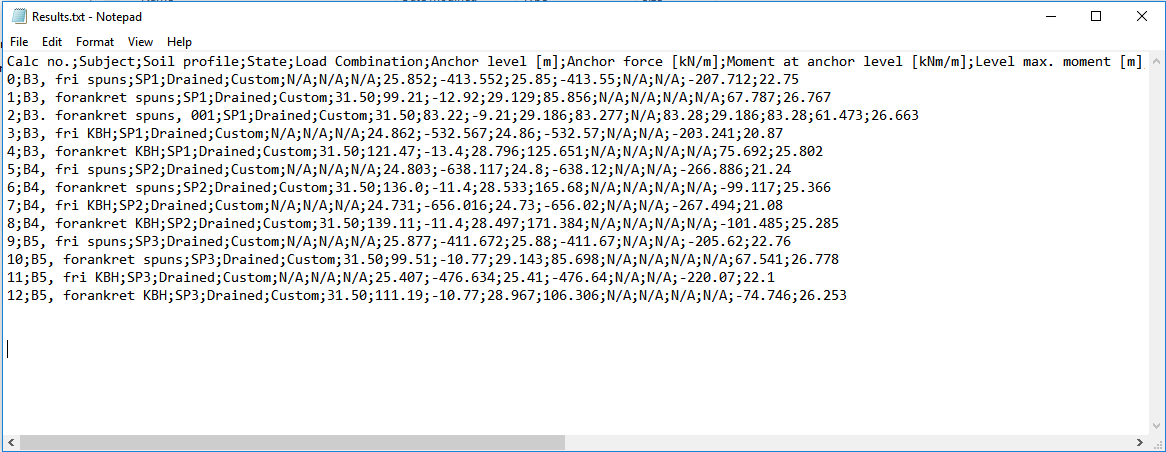 Results.txt - Notepad
File Edit Format View Help
Calc no.;Subject;Soil profile;State;Load Combination;Anchor level [m];Anchor force [kN/m];Moment at anchor level [kNm/m];Level max. moment [m]
0;B3, fri spuns;SP1;Drained;Custom;N/A;N/A;N/A;25.852;-413.552;25.85;-413.55;N/A;N/A;-207.712;22.75
1;B3, forankret spuns;SP1;Drained;Custom;31.50;99.21;-12.92;29.129;85.856;N/A;N/A;N/A;N/A;67.787;26.767
2;B3. forankret spuns, 001;SP1;Drained;Custom;31.50;83.22;-9.21;29.186;83.277;N/A;83.28;29.186;83.28;61.473;26.663
3;B3, fri KBH;SP1;Drained;Custom;N/A;N/A;N/A;24.862;-532.567;24.86;-532.57;N/A;N/A;-203.241;20.87
4;B3, forankret KBH;SP1;Drained;Custom;31.50;121.47;-13.4;28.796;125.651;N/A;N/A;N/A;N/A;75.692;25.802
5;B4, fri spuns;SP2;Drained;Custom;N/A;N/A;N/A;24.803;-638.117;24.8;-638.12;N/A;N/A;-266.886;21.24
6;B4, forankret spuns;SP2;Drained;Custom;31.50;136.0;-11.4;28.533;165.68;N/A;N/A;N/A;N/A;-99.117;25.366
7;B4, fri KBH;SP2;Drained;Custom;N/A;N/A;N/A;24.731;-656.016;24.73;-656.02;N/A;N/A;-267.494;21.08
8;B4, forankret KBH;SP2;Drained;Custom;31.50;139.11;-11.4;28.497;171.384;N/A;N/A;N/A;N/A;-101.485;25.285
9;B5, fri spuns;SP3;Drained;Custom;N/A;N/A;N/A;25.877;-411.672;25.88;-411.67;N/A;N/A;-205.62;22.76
10;B5, forankret spuns;SP3;Drained;Custom;31.50;99.51;-10.77;29.143;85.698;N/A;N/A;N/A;N/A;67.541;26.778
11;B5, fri KBH;SP3;Drained;Custom;N/A;N/A;N/A;25.407;-476.634;25.41;-476.64;N/A;N/A;-220.07;22.1
12;B5, forankret KBH;SP3;Drained;Custom;31.50;111.19;-10.77;28.967;106.306;N/A;N/A;N/A;N/A;-74.746;26.253